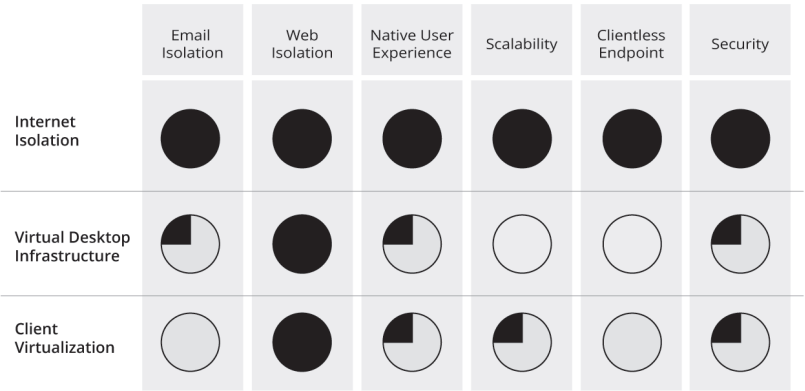 Email
Isolation
Web
Isolation
Native User
Experience
Scalability
Clientless
Endpoint
Security
Internet
Isolation
Virtual Desktop
Infrastructure
Client
Virtualization